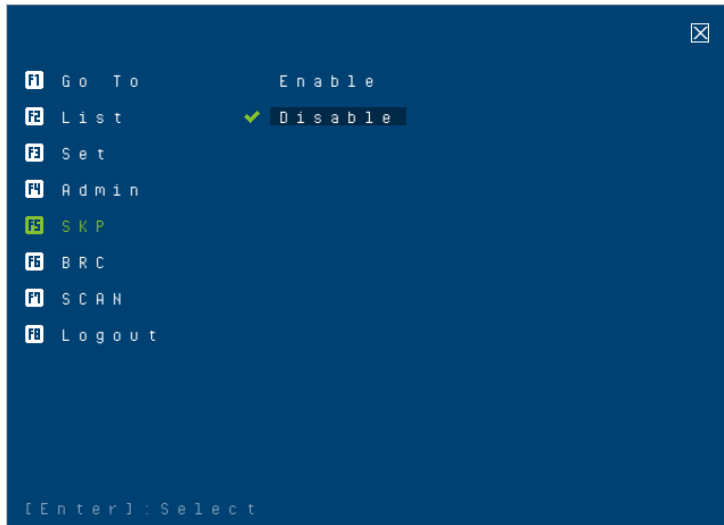 F1 Go To Enable
F2 List Disable
F3 Set
F4 Admin
F5 SKP
F6 BRC
F7 SCAN
F8 Logout
[Enter]:Select